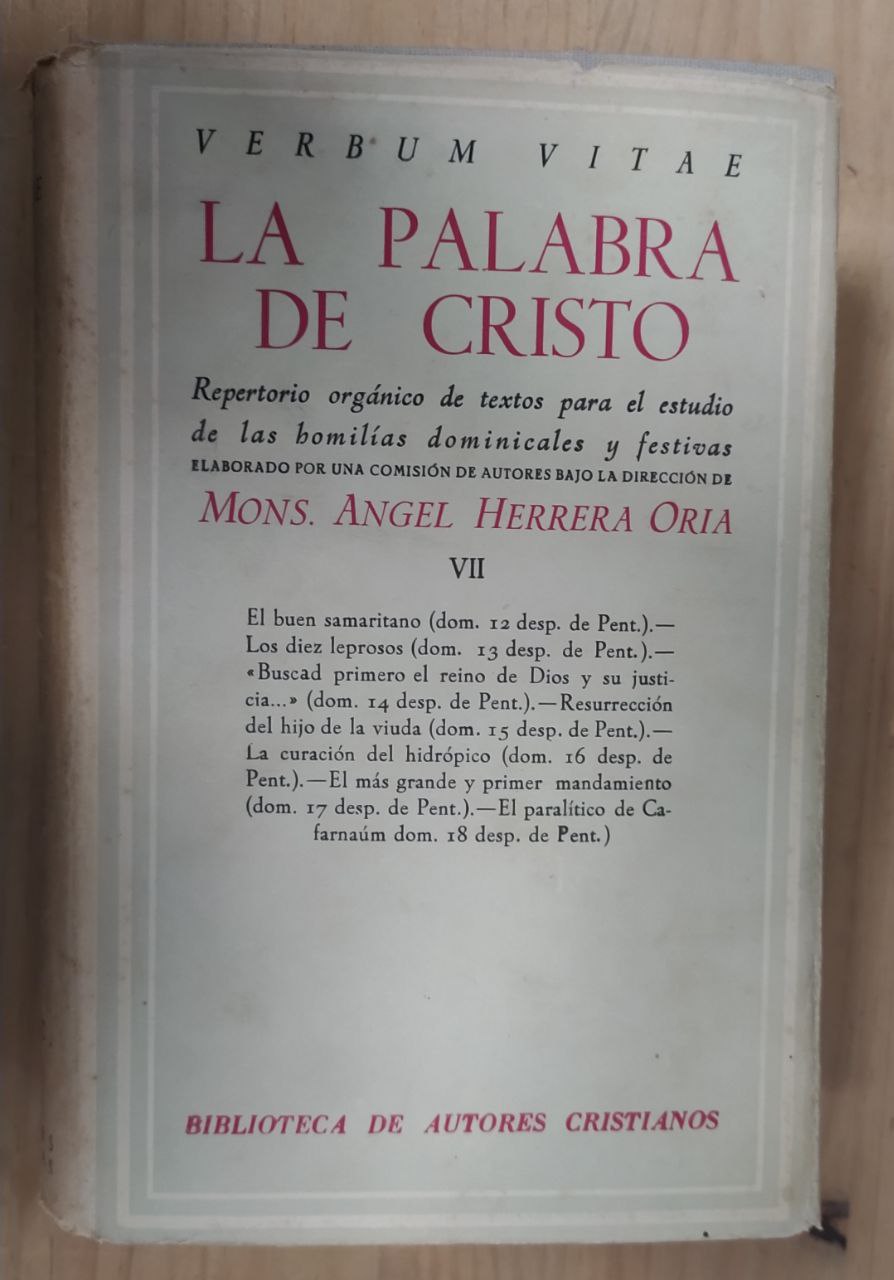 VERBUM VITAE
LA PALABRA
DE CRISTO
Repertorio orgánico de textos para el estudio
de las homilías dominicales y festivas
ELABORADO POR UNA COMISIÓN DE AUTORES BAJO LA DIRECCIÓN DE
MONS. ANGEL HERRERA ORIA
VII
El buen samaritano (dom. 12 desp. de Pent.).—
Los diez leprosos (dom. 13 desp. de Pent.).—
«Buscad primero el reino de Dios y su justi-
cia...» (dom. 14 desp. de Pent.).—Resurrección
del hijo de la viuda (dom. 15 desp. de Pent.).—
La curación del hidrópico (dom. 16 desp. de
Pent.).—El más grande y primer mandamiento
(dom. 17 desp. de Pent.).—El paralítico de Ca-
farnaúm dom. 18 desp. de Pent.)
BIBLIOTECA DE AUTORES CRISTIANOS